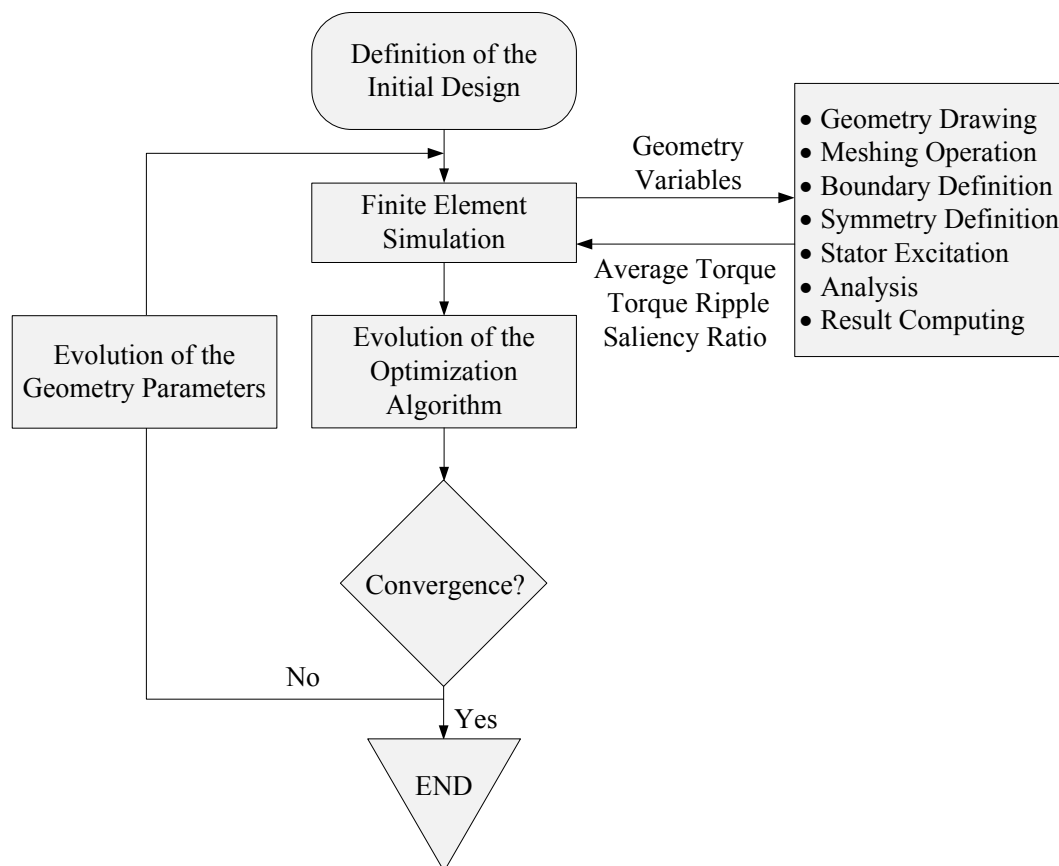 Definition of the
Initial Design
Geometry
Variables
• Geometry Drawing
• Meshing Operation
• Boundary Definition
• Symmetry Definition
• Stator Excitation
• Analysis
• Result Computing
Finite Element
Simulation
Average Torque
Torque Ripple
Saliency Ratio
Evolution of the
Geometry Parameters
Evolution of the
Optimization
Algorithm
Convergence?
No
Yes
END